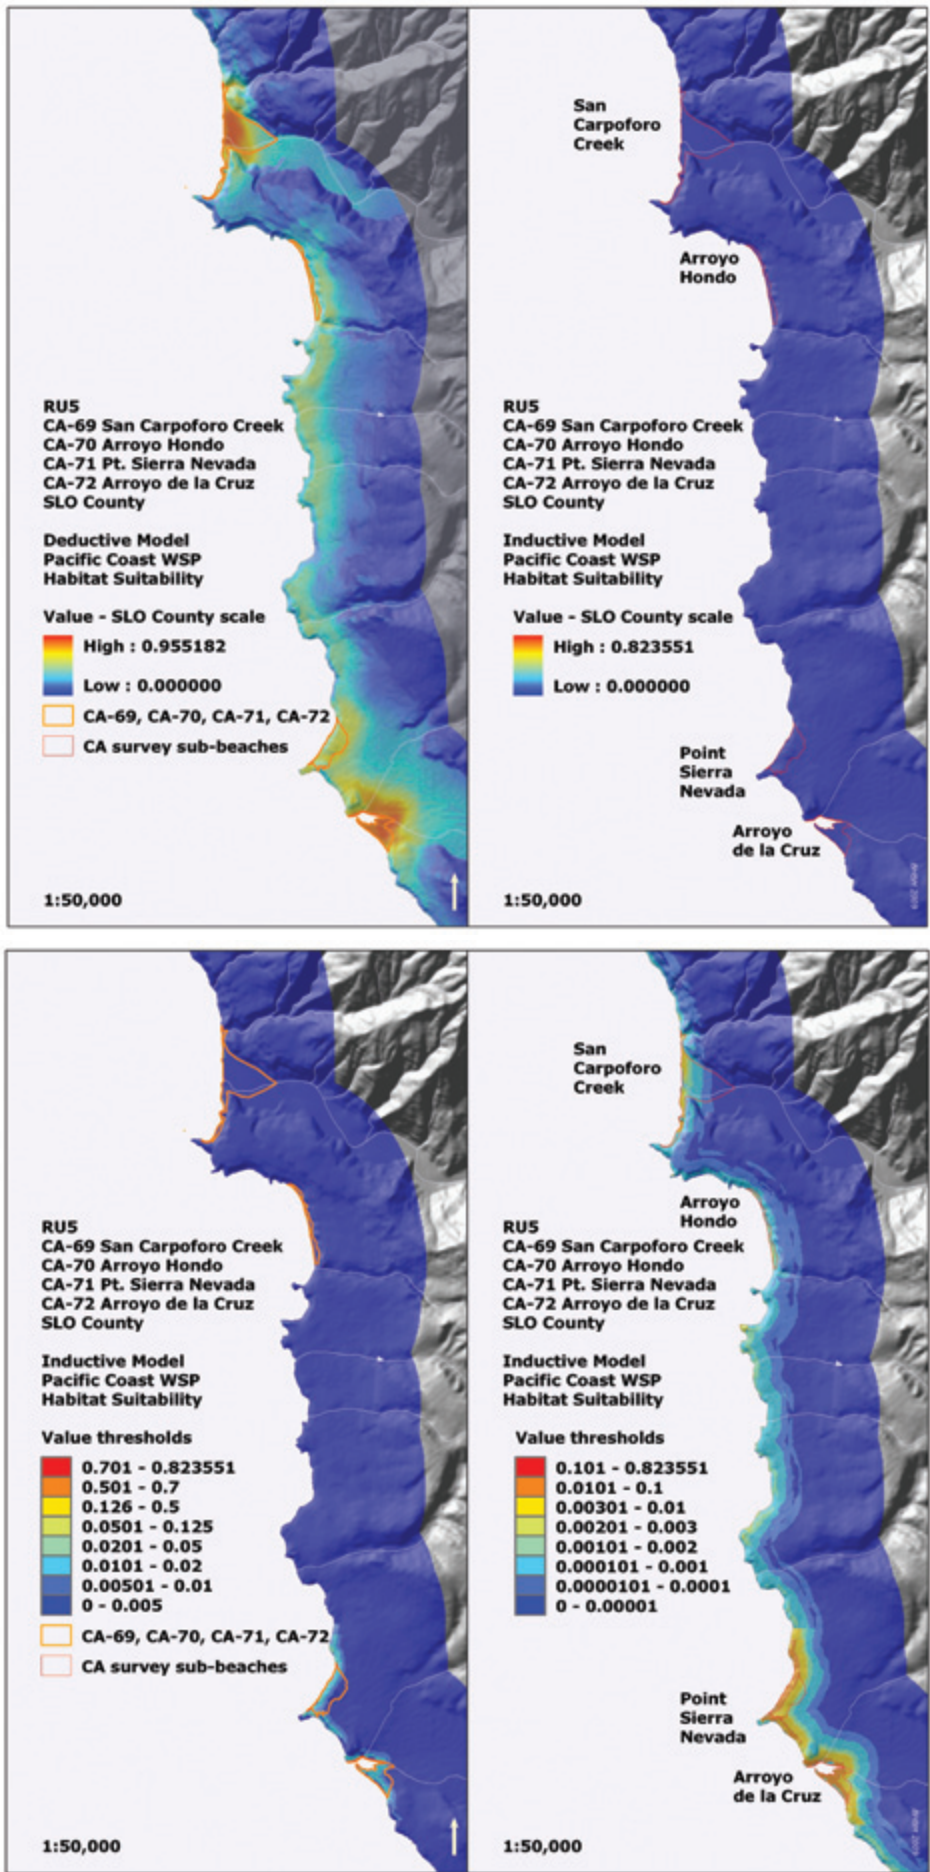 San
Carpoforo
Creek
Arroyo
Hondo
RU5
CA-69 San Carpoforo Creek
CA-70 Arroyo Hondo
CA-71 Pt. Sierra Nevada
CA-72 Arroyo de la Cruz
SLO County
Deductive Model
Pacific Coast WSP
Habitat Suitability
Value - SLO County scale
High : 0.955182
Low : 0.000000
CA-69, CA-70, CA-71, CA-72
CA survey sub-beaches
1:50,000
RU5
CA-69 San Carpoforo Creek
CA-70 Arroyo Hondo
CA-71 Pt. Sierra Nevada
CA-72 Arroyo de la Cruz
SLO County
Inductive Model
Pacific Coast WSP
Habitat Suitability
Value - SLO County scale
High : 0.823551
Low : 0.000000
Point
Sierra
Nevada
Arroyo
de la Cruz
1:50,000
RU5
CA-69 San Carpoforo Creek
CA-70 Arroyo Hondo
CA-71 Pt. Sierra Nevada
CA-72 Arroyo de la Cruz
SLO County
Inductive Model
Pacific Coast WSP
Habitat Suitability
Value thresholds
0.701 - 0.823551
0.501 - 0.7
0.126 - 0.5
0.0501 - 0.125
0.0201 - 0.05
0.0101 - 0.02
0.00501 - 0.01
0 - 0.005
CA-69, CA-70, CA-71, CA-72
CA survey sub-beaches
1:50,000
San
Carpoforo
Creek
Arroyo
Hondo
RU5
CA-69 San Carpoforo Creek
CA-70 Arroyo Hondo
CA-71 Pt. Sierra Nevada
CA-72 Arroyo de la Cruz
SLO County
Inductive Model
Pacific Coast WSP
Habitat Suitability
Value thresholds
0.101 - 0.823551
0.0101 - 0.1
0.00301 - 0.01
0.00201 - 0.003
0.00101 - 0.002
0.000101 - 0.001
0.0000101 - 0.0001
0 - 0.00001
Point
Sierra
Nevada
Arroyo
de la Cruz
1:50,000